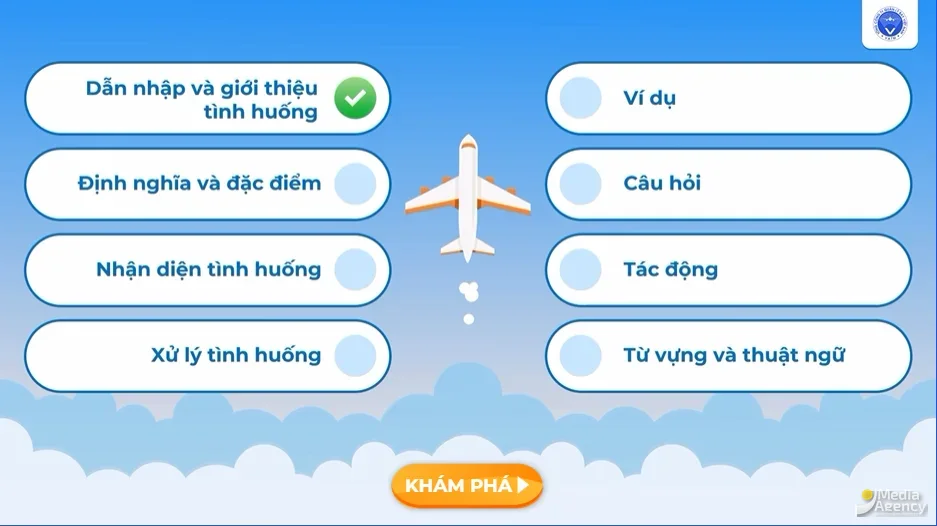 Dẫn nhập và giới thiệu
tình huống
Định nghĩa và đặc điểm
Nhận diện tình huống
Xử lý tình huống
Ví dụ
Câu hỏi
Tác động
Từ vựng và thuật ngữ
KHÁM PHÁ
Media
Agency